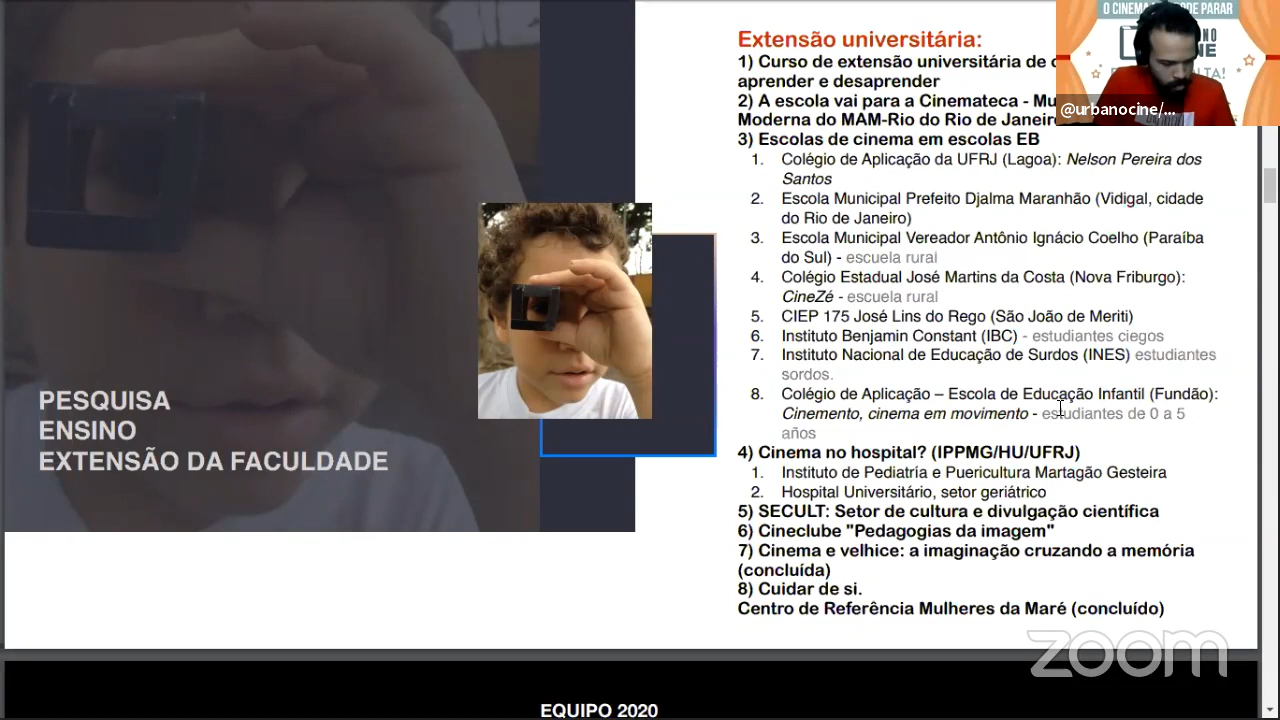 Extensão universitária:
1) Curso de extensão universitária de
aprender e desaprender
2) A escola vai para a Cinemateca -
Moderna do MAM-Rio do Rio de Janeiro
3) Escolas de cinema em escolas EB
1. Colégio de Aplicação da UFRJ (Lagoa): Nelson Pereira dos
Santos
2. Escola Municipal Prefeito Djalma Maranhão (Vidigal, cidade
do Rio de Janeiro)
3. Escola Municipal Vereador Antônio Ignácio Coelho (Paraíba
do Sul) - escuela rural
4. Colégio Estadual José Martins da Costa (Nova Friburgo):
CineZé - escuela rural
5. CIEP 175 José Lins do Rego (São João de Meriti)
6. Instituto Benjamin Constant (IBC) - estudiantes ciegos
7. Instituto Nacional de Educação de Surdos (INES) estudiantes
sordos.
8. Colégio de Aplicação – Escola de Educação Infantil (Fundão):
Cinemento, cinema em movimento - estudiantes de 0 a 5
años
4) Cinema no hospital? (IPPMG/HU/UFRJ)
1. Instituto de Pediatría e Puericultura Martagão Gesteira
2. Hospital Universitário, setor geriátrico
5) SECULT: Setor de cultura e divulgação científica
6) Cineclube "Pedagogias da imagem"
7) Cinema e velhice: a imaginação cruzando a memória
(concluída)
8) Cuidar de si.
Centro de Referência Mulheres da Maré (concluído)
PESQUISA
ENSINO
EXTENSÃO DA FACULDADE
O CINEMA PARAR
@urbanocine/...
zoom
EQUIPO 2020